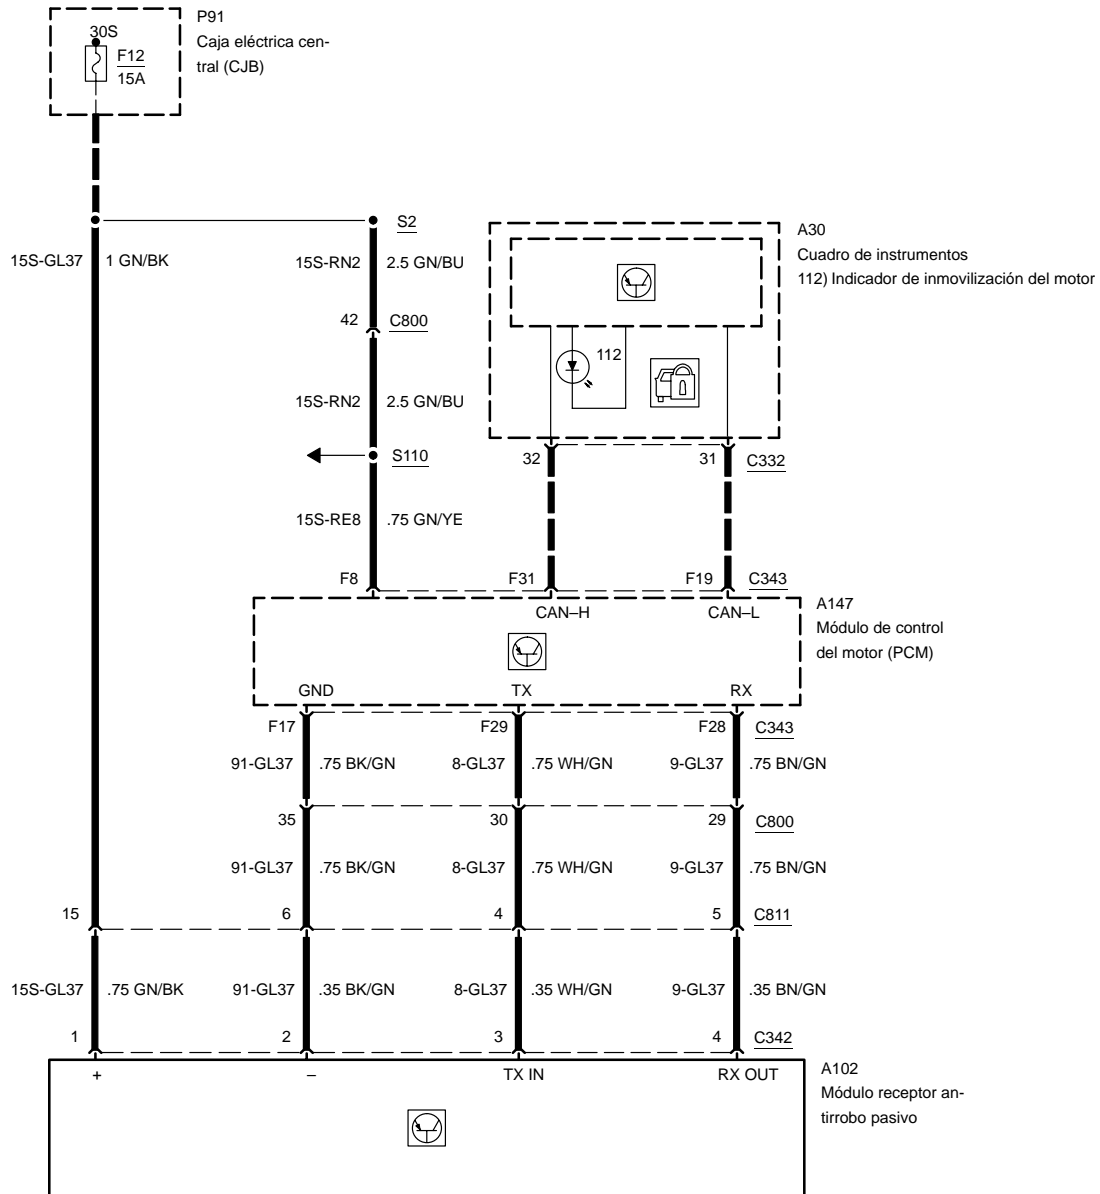 P91
30S
Caja eléctrica cen-
F12
tral (CJB)
15A
S2
A30
Cuadro de instrumentos
15S-GL37 1 GN/BK 15S-RN2 2.5 GN/BU
112) Indicador de inmovilización del motor
42 C800
112
15S-RN2 2.5 GN/BU
S110
32 31 C332
15S-RE8 .75 GN/YE
F8 F31 F19 C343
A147
CAN–H CAN–L
Módulo de control
del motor (PCM)
GND TX RX
F17 F29 F28 C343
91-GL37 .75 BK/GN 8-GL37 .75 WH/GN 9-GL37 .75 BN/GN
35 30 29 C800
91-GL37 .75 BK/GN 8-GL37 .75 WH/GN 9-GL37 .75 BN/GN
15 6 4 5 C811
15S-GL37 .75 GN/BK 91-GL37 .35 BK/GN 8-GL37 .35 WH/GN 9-GL37 .35 BN/GN
1 2 3 4 C342
A102
+ – TX IN RX OUT
Módulo receptor an-
tirrobo pasivo